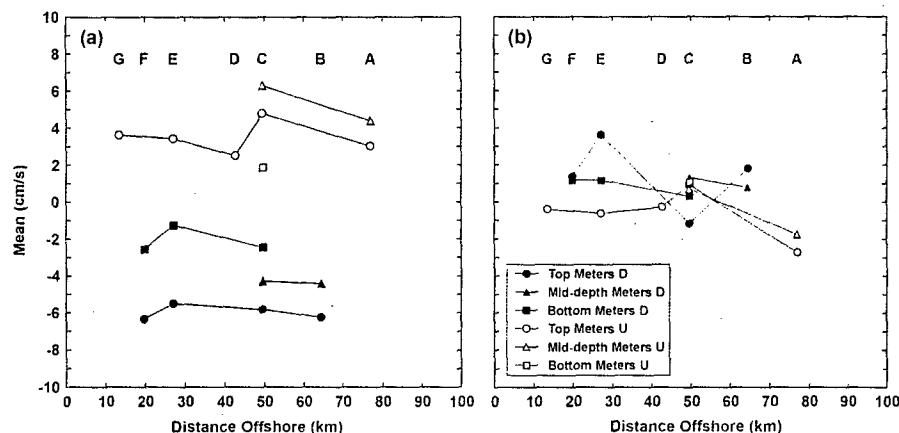 (a)
G F E D C B A
10
8
6
4
2
0
-2
-4
-6
-8
-10
Mean (cm/s)
0 10 20 30 40 50 60 70 80 90 100
Distance Offshore (km)
(b)
G F E D C B A
Top Meters D
Mid-depth Meters D
Bottom Meters D
Top Meters U
Mid-depth Meters U
Bottom Meters U
0 10 20 30 40 50 60 70 80 90 100
Distance Offshore (km)